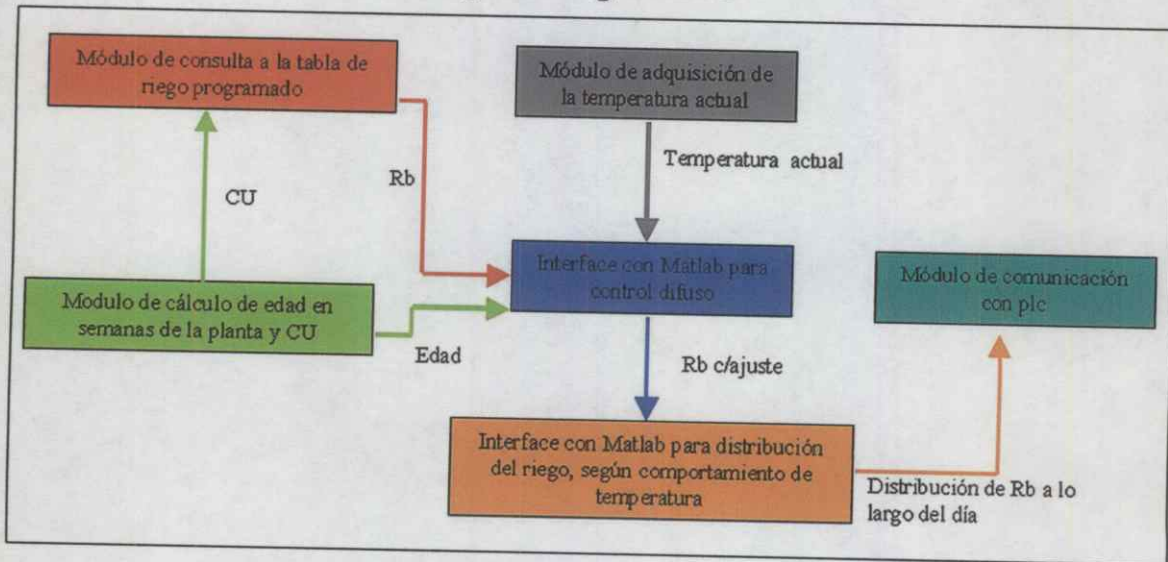 Módulo de consulta a la tabla de
riego programado
Módulo de adquisición de
la temperatura actual
Temperatura actual
Rb
CU
Interface con Matlab para
control difuso
Módulo de comunicación
con plc
Modulo de cálculo de edad en
semanas de la planta y CU
Edad
Rb c/ajuste
Interface con Matlab para distribución
del riego, según comportamiento de
temperatura
Distribución de Rb a lo
largo del día